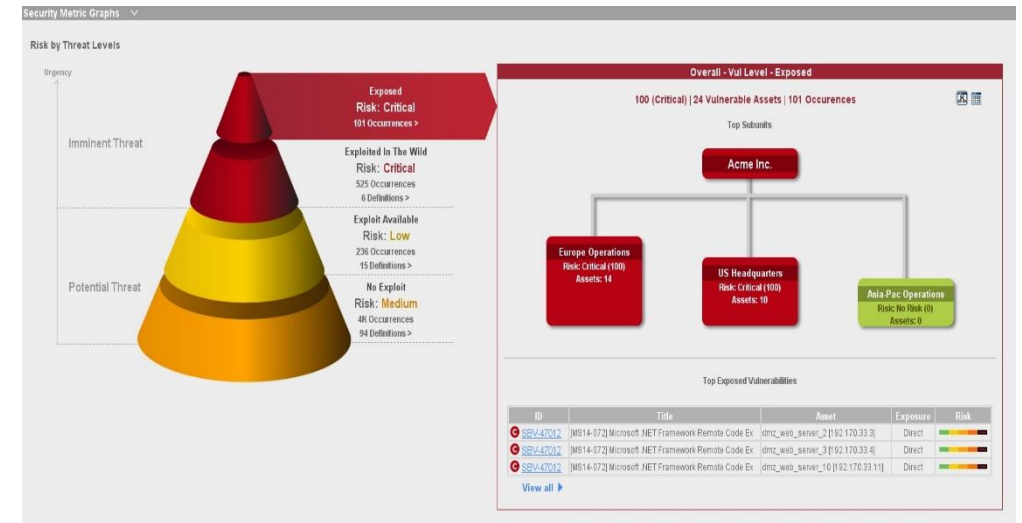 Security Metric Graphs
Risk by Threat Levels
Urgency
Imminent Threat
Potential Threat
Exposed
Risk: Critical
101 Occurrences >
Exploited In The Wild
Risk: Critical
525 Occurrences
6 Definitions >
Exploit Available
Risk: Low
236 Occurrences
15 Definitions >
No Exploit
Risk: Medium
4K Occurrences
94 Definitions >
Overall - Vul Level - Exposed
100 (Critical) | 24 Vulnerable Assets | 101 Occurences
Top Subunits
Acme Inc.
Europe Operations
Risk: Critical (100)
Assets: 14
US Headquarters
Risk: Critical (100)
Assets: 10
Asia-Pac Operations
Risk: No Risk (0)
Assets: 0
Top Exposed Vulnerabilities
ID Title Asset Exposure Risk
C SBV-47012 [MS14-072] Microsoft .NET Framework Remote Code Ex dmz_web_server_2 [192.170.33.3] Direct
C SBV-47012 [MS14-072] Microsoft .NET Framework Remote Code Ex dmz_web_server_3 [192.170.33.4] Direct
C SBV-47012 [MS14-072] Microsoft .NET Framework Remote Code Ex dmz_web_server_10 [192.170.33.11] Direct
View all